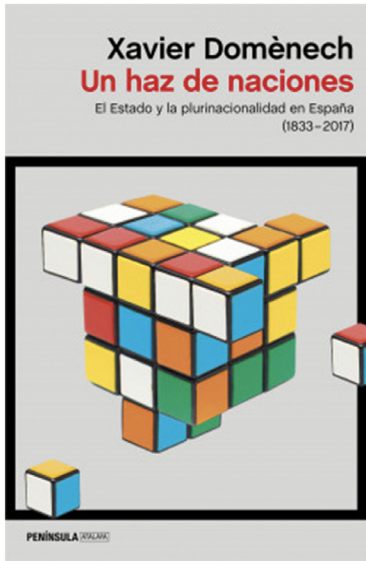 Xavier Domènech
Un haz de naciones
El Estado y la plurinacionalidad en España
(1833-2017)
PENÍNSULA ATALAYA